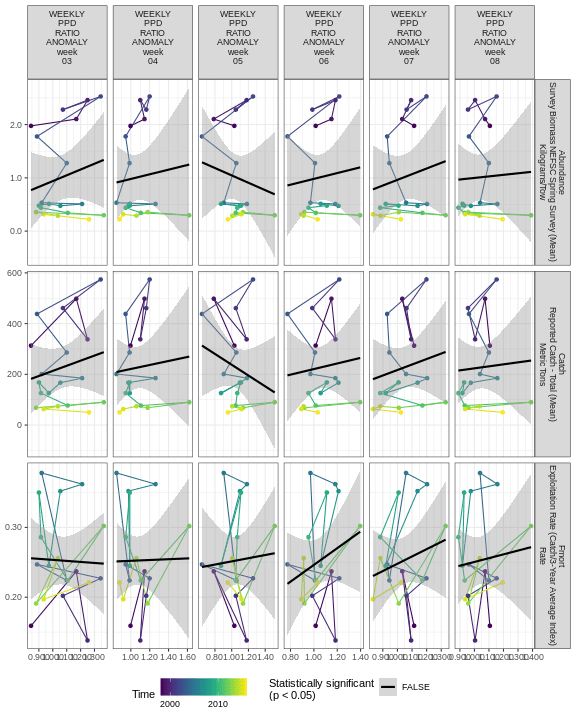 WEEKLY
PPD
RATIO
ANOMALY
week
03
WEEKLY
PPD
RATIO
ANOMALY
week
04
WEEKLY
PPD
RATIO
ANOMALY
week
05
WEEKLY
PPD
RATIO
ANOMALY
week
06
WEEKLY
PPD
RATIO
ANOMALY
week
07
WEEKLY
PPD
RATIO
ANOMALY
week
08
2.0
1.0
0.0
Abundance
Survey Biomass NEFSC Spring Survey (Mean)
Kilograms/Tow
600
400
200
0
Catch
Reported Catch - Total (Mean)
Metric Tons
0.30
0.20
Fmort
Exploitation Rate (Catch/3-Year Average Index)
Rate
1.00 1.20 1.40 1.60
0.80 1.00 1.20 1.40
0.80 1.00 1.20 1.40
Time
2000 2010
Statistically significant
(p < 0.05)
FALSE